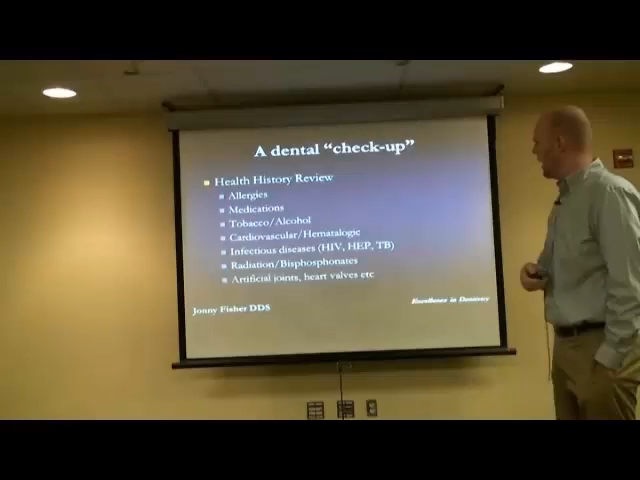 A dental “check-up”
Health History Review
Allergies
Medications
Tobacco/Alcohol
Cardiovascular/Hematalogic
Infectious diseases (HIV, HEP, TB)
Radiation/Bisphosphonates
Artificial joints, heart valves etc
Jonny Fisher DDS
Excellence in Dentistry